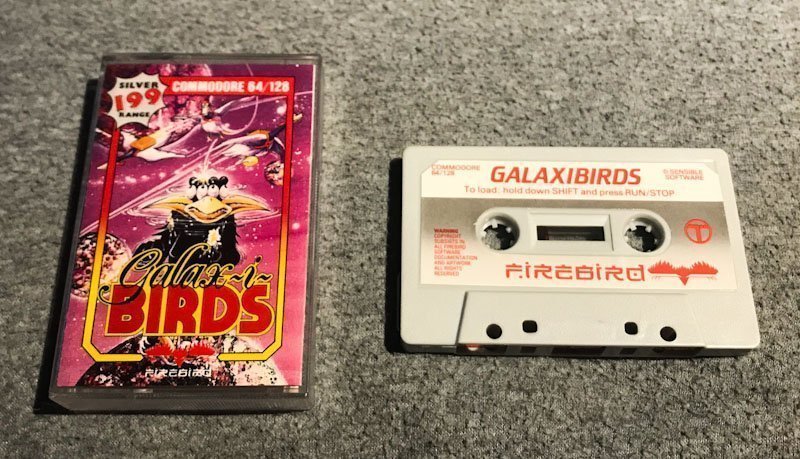 SILVER
199
RANGE
COMMODORE 64/128
Galax-i-
BIRDS
FIREBIRD
COMMODORE
64/128
GALAXIBIRDS
© SENSIBLE
SOFTWARE
To load: hold down SHIFT and press RUN/STOP
WARNING
COPYRIGHT
SUBSISTS IN
ALL FIREBIRD
SOFTWARE
DOCUMENTATION
AND ARTWORK
ALL RIGHTS
RESERVED
FIREBIRD